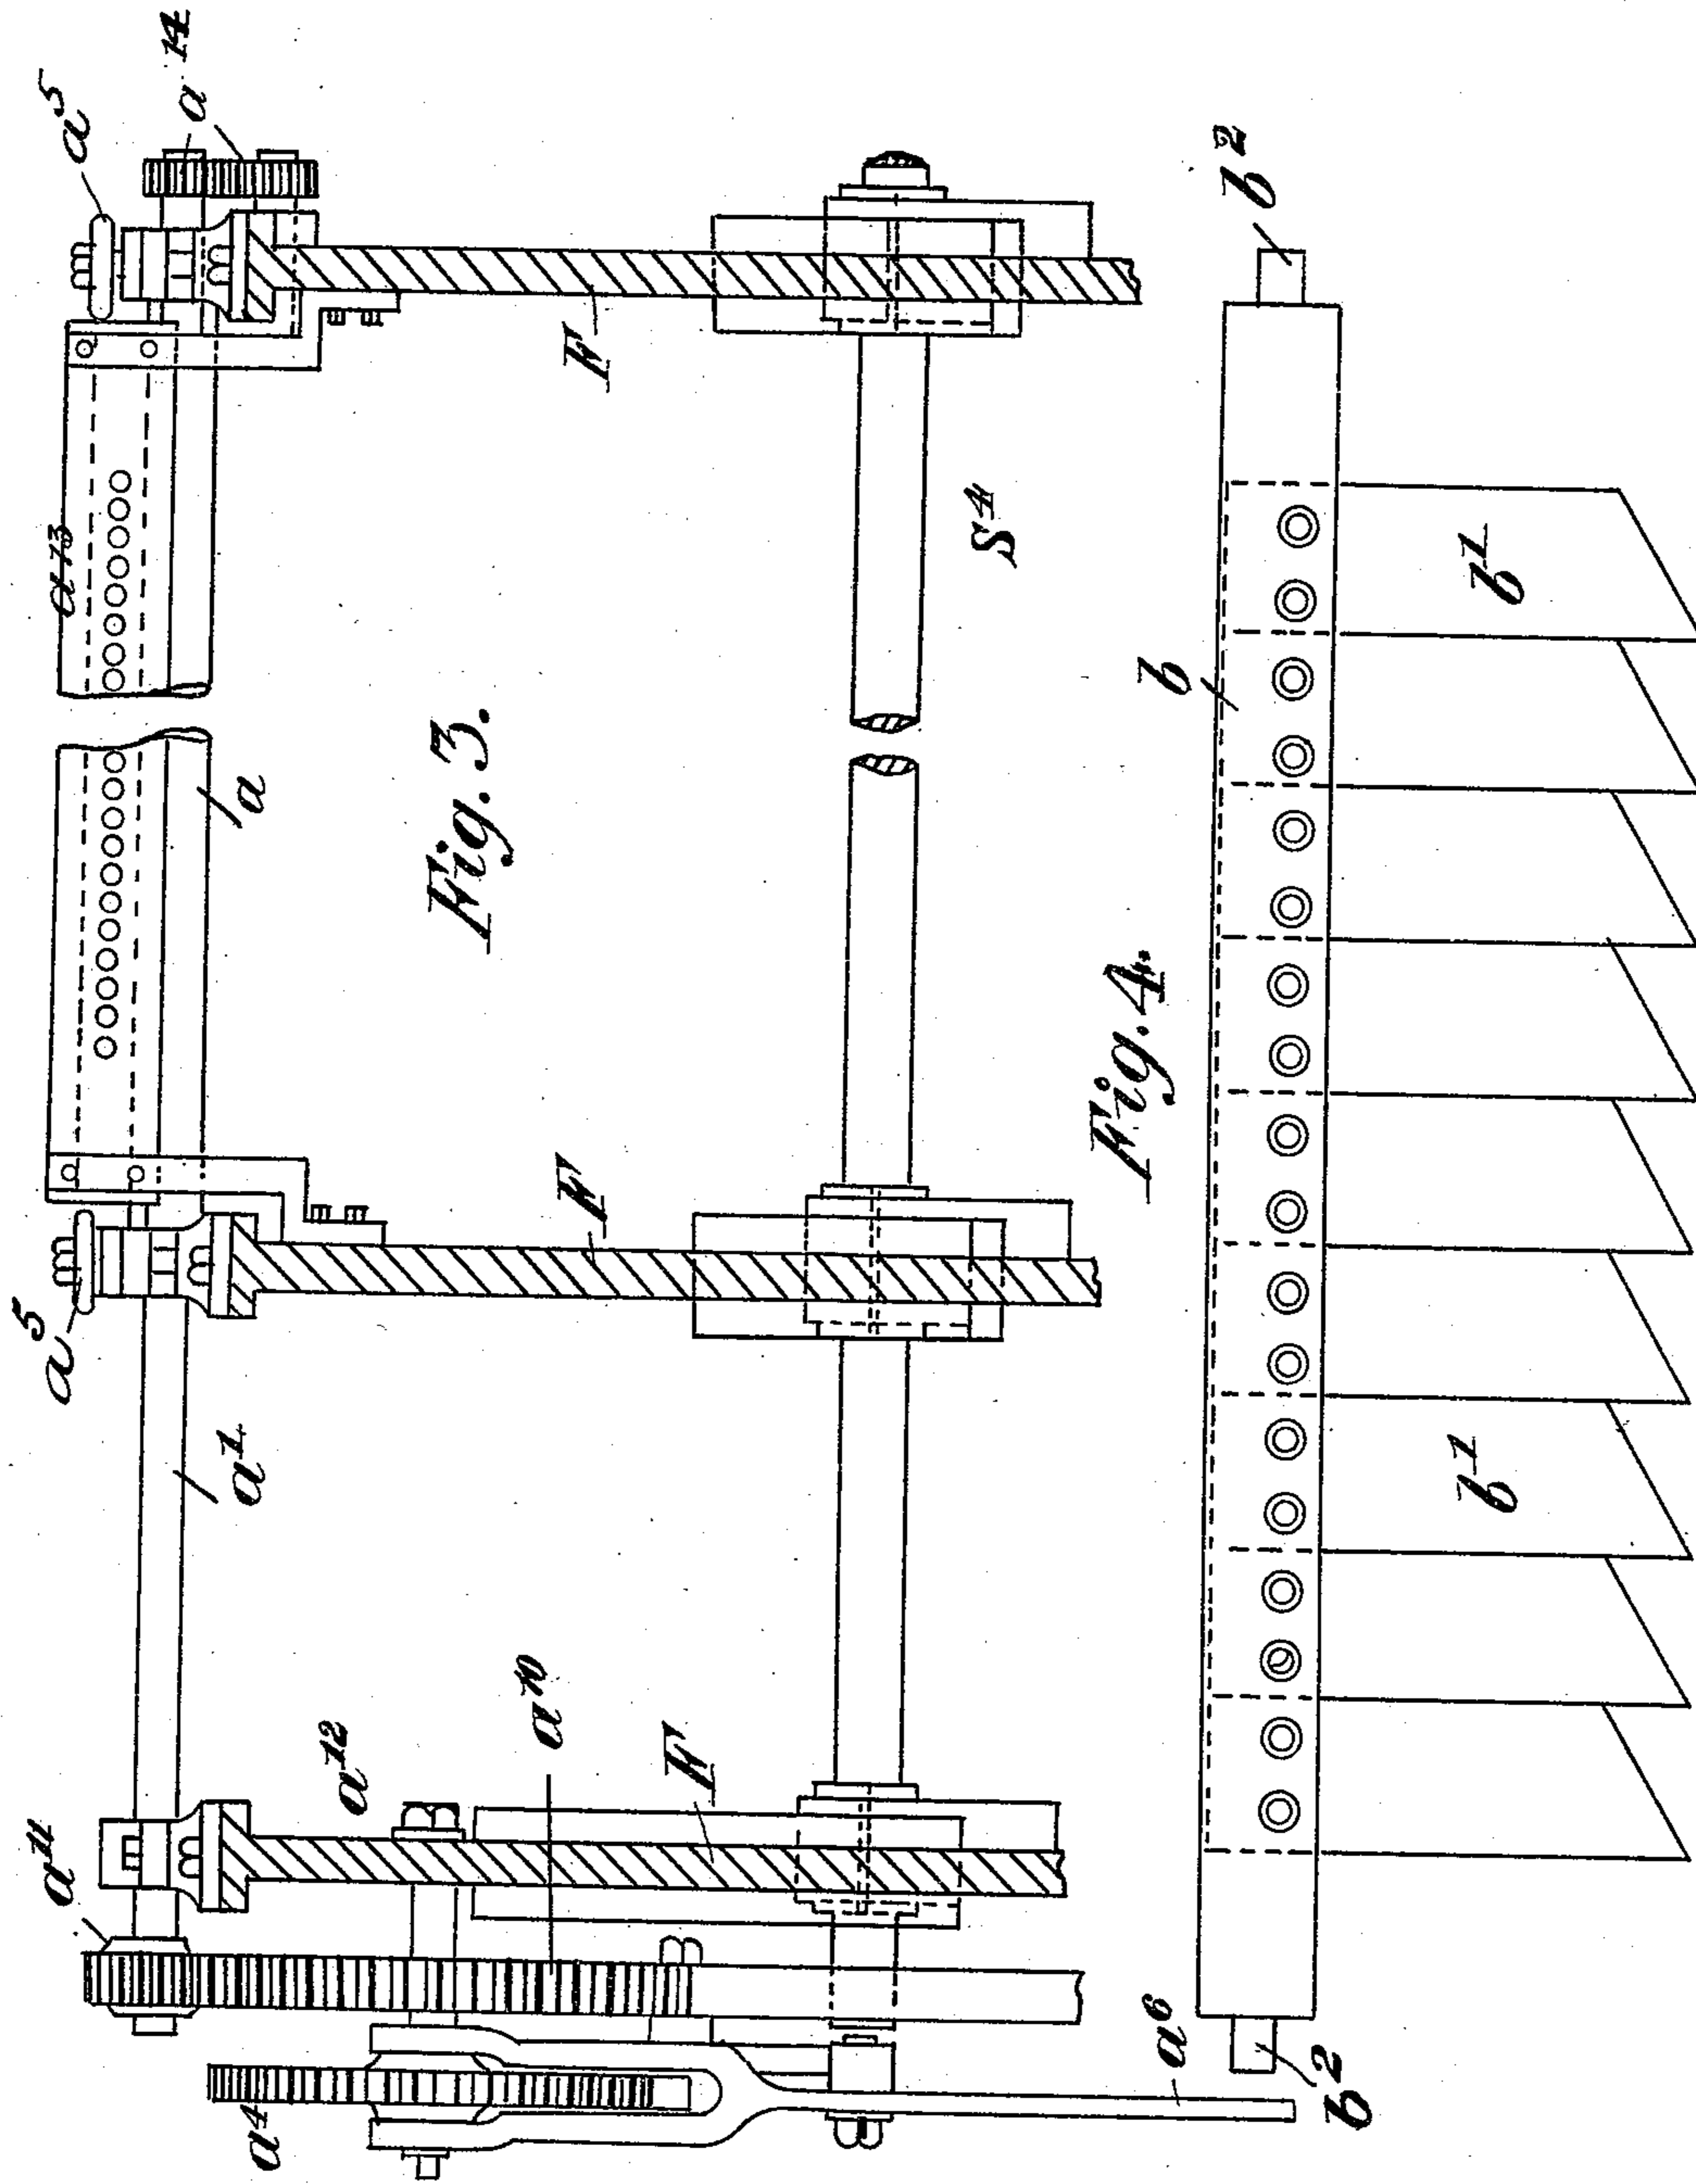 a⁵
a¹⁴
a¹³
F
a
Fig. 3.
S⁴
a⁵
F
a¹
a¹²
a¹⁰
F
a¹¹
a⁴
a⁶
b²
b¹
b
Fig. 4.
b¹
b²